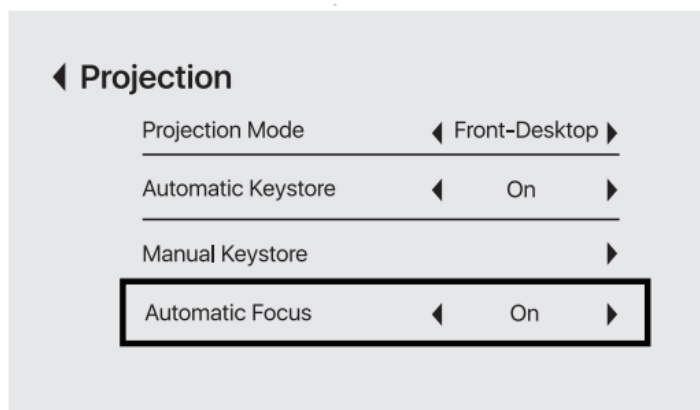 Projection
Projection Mode Front-Desktop
Automatic Keystore On
Manual Keystore
Automatic Focus On